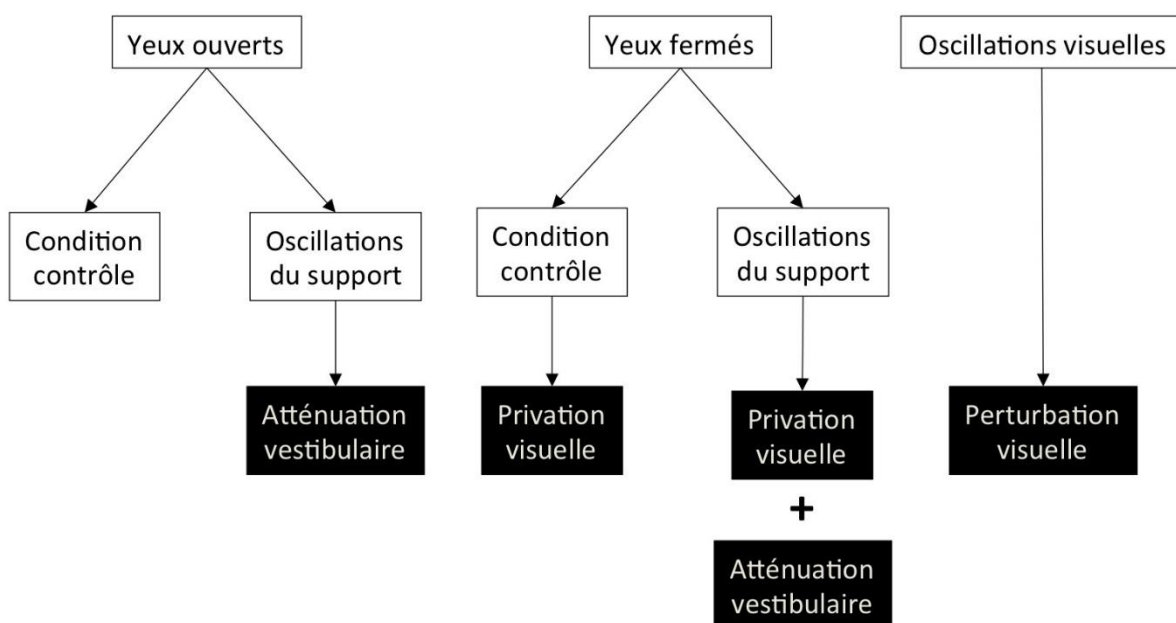 Yeux ouverts
Yeux fermés
Oscillations visuelles
Condition
contrôle
Oscillations
du support
Condition
contrôle
Oscillations
du support
Atténuation
vestibulaire
Privation
visuelle
Privation
visuelle
+
Atténuation
vestibulaire
Perturbation
visuelle